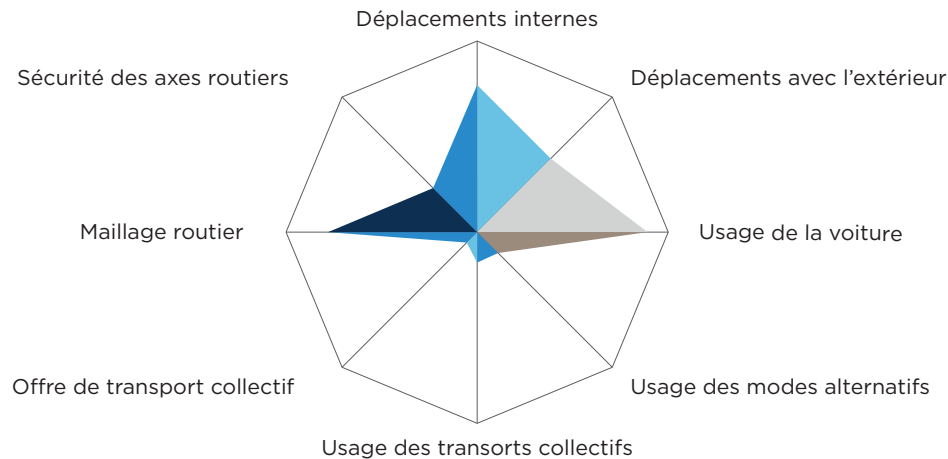 Déplacements internes
Sécurité des axes routiers
Déplacements avec l'extérieur
Maillage routier
Usage de la voiture
Offre de transport collectif
Usage des modes alternatifs
Usage des transorts collectifs